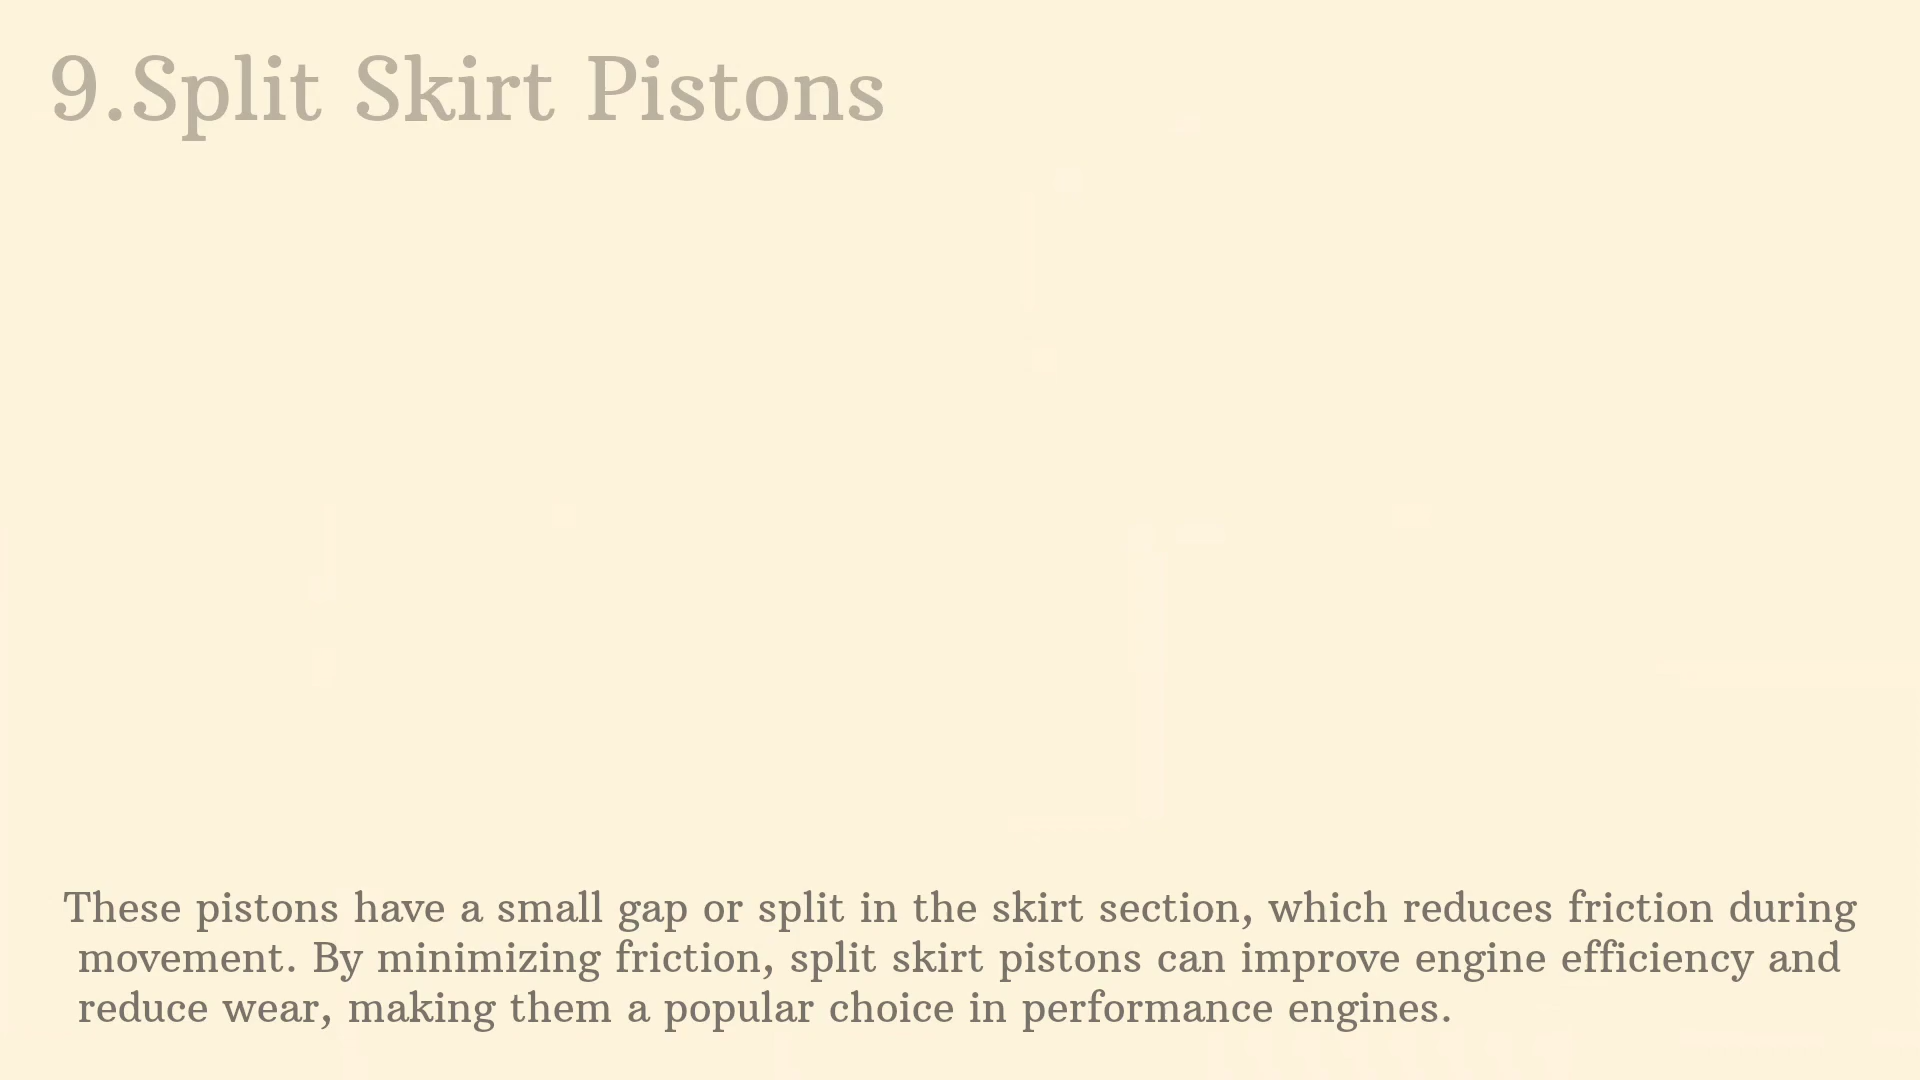 9.Split Skirt Pistons
These pistons have a small gap or split in the skirt section, which reduces friction during
movement. By minimizing friction, split skirt pistons can improve engine efficiency and
reduce wear, making them a popular choice in performance engines.